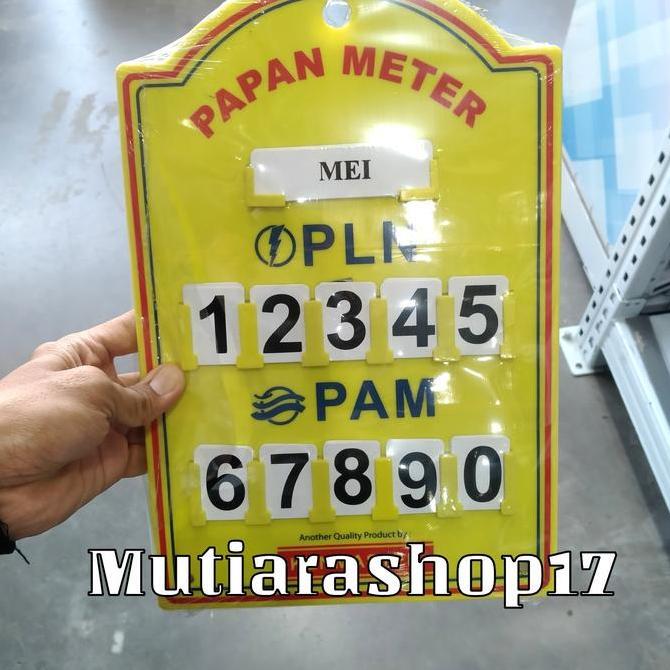 PAPAN METER
MEI
PLN
12345
PAM
67890
Another Quality Product by:
Mutiarashop17